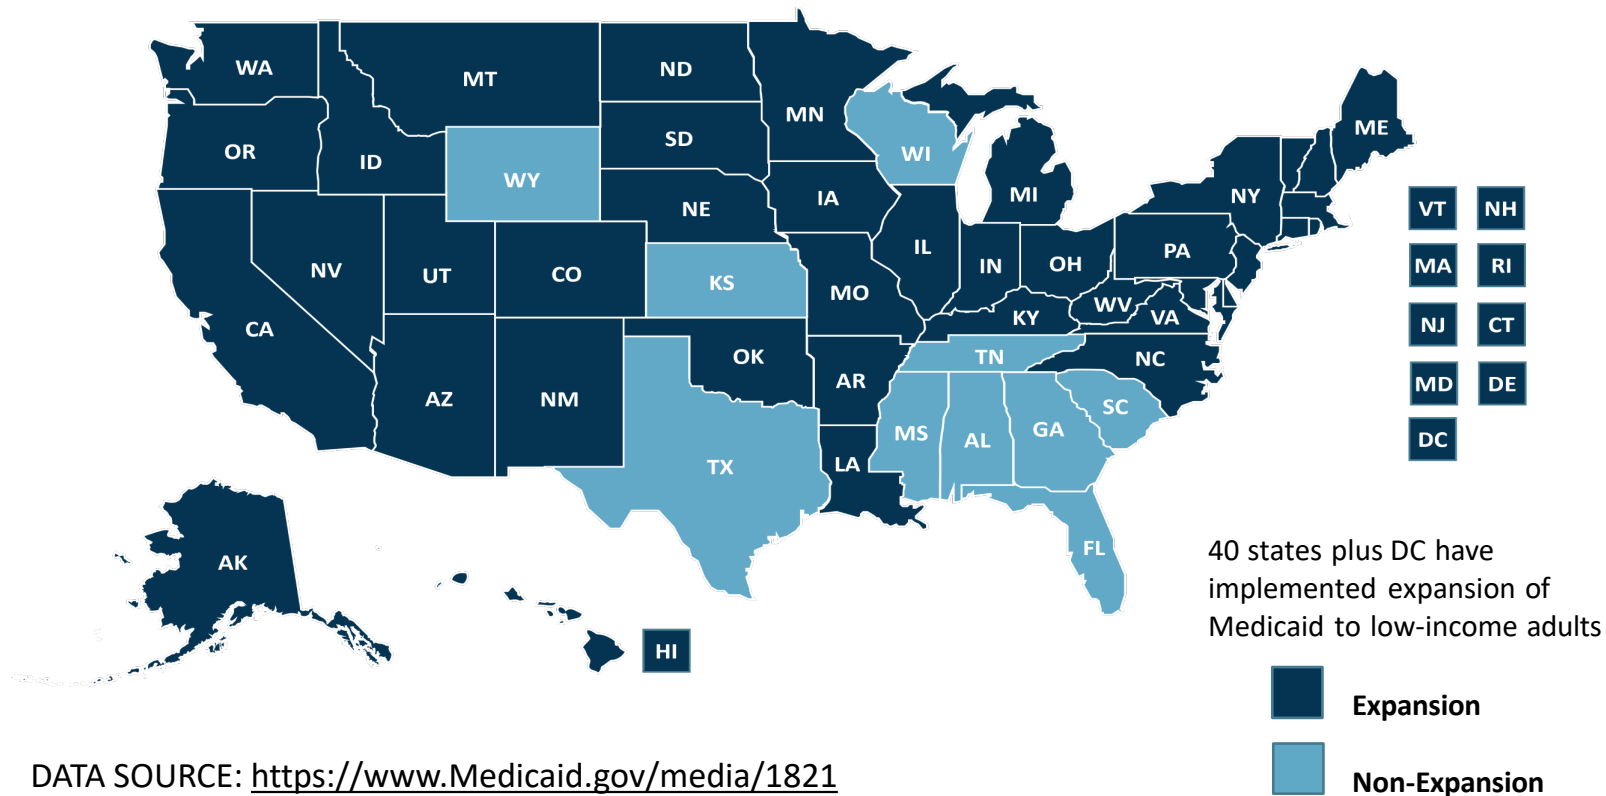 WA
MT
ND
MN
ME
OR
ID
SD
WI
WY
MI
NY
NE
IA
VT
NH
NV
UT
CO
KS
MO
IL
IN
OH
PA
MA
RI
CA
KY
WV
VA
NJ
CT
AZ
NM
OK
AR
TN
NC
MD
DE
SC
TX
LA
MS
AL
GA
DC
AK
FL
HI
40 states plus DC have
implemented expansion of
Medicaid to low-income adults
Expansion
Non-Expansion
DATA SOURCE: https://www.Medicaid.gov/media/1821